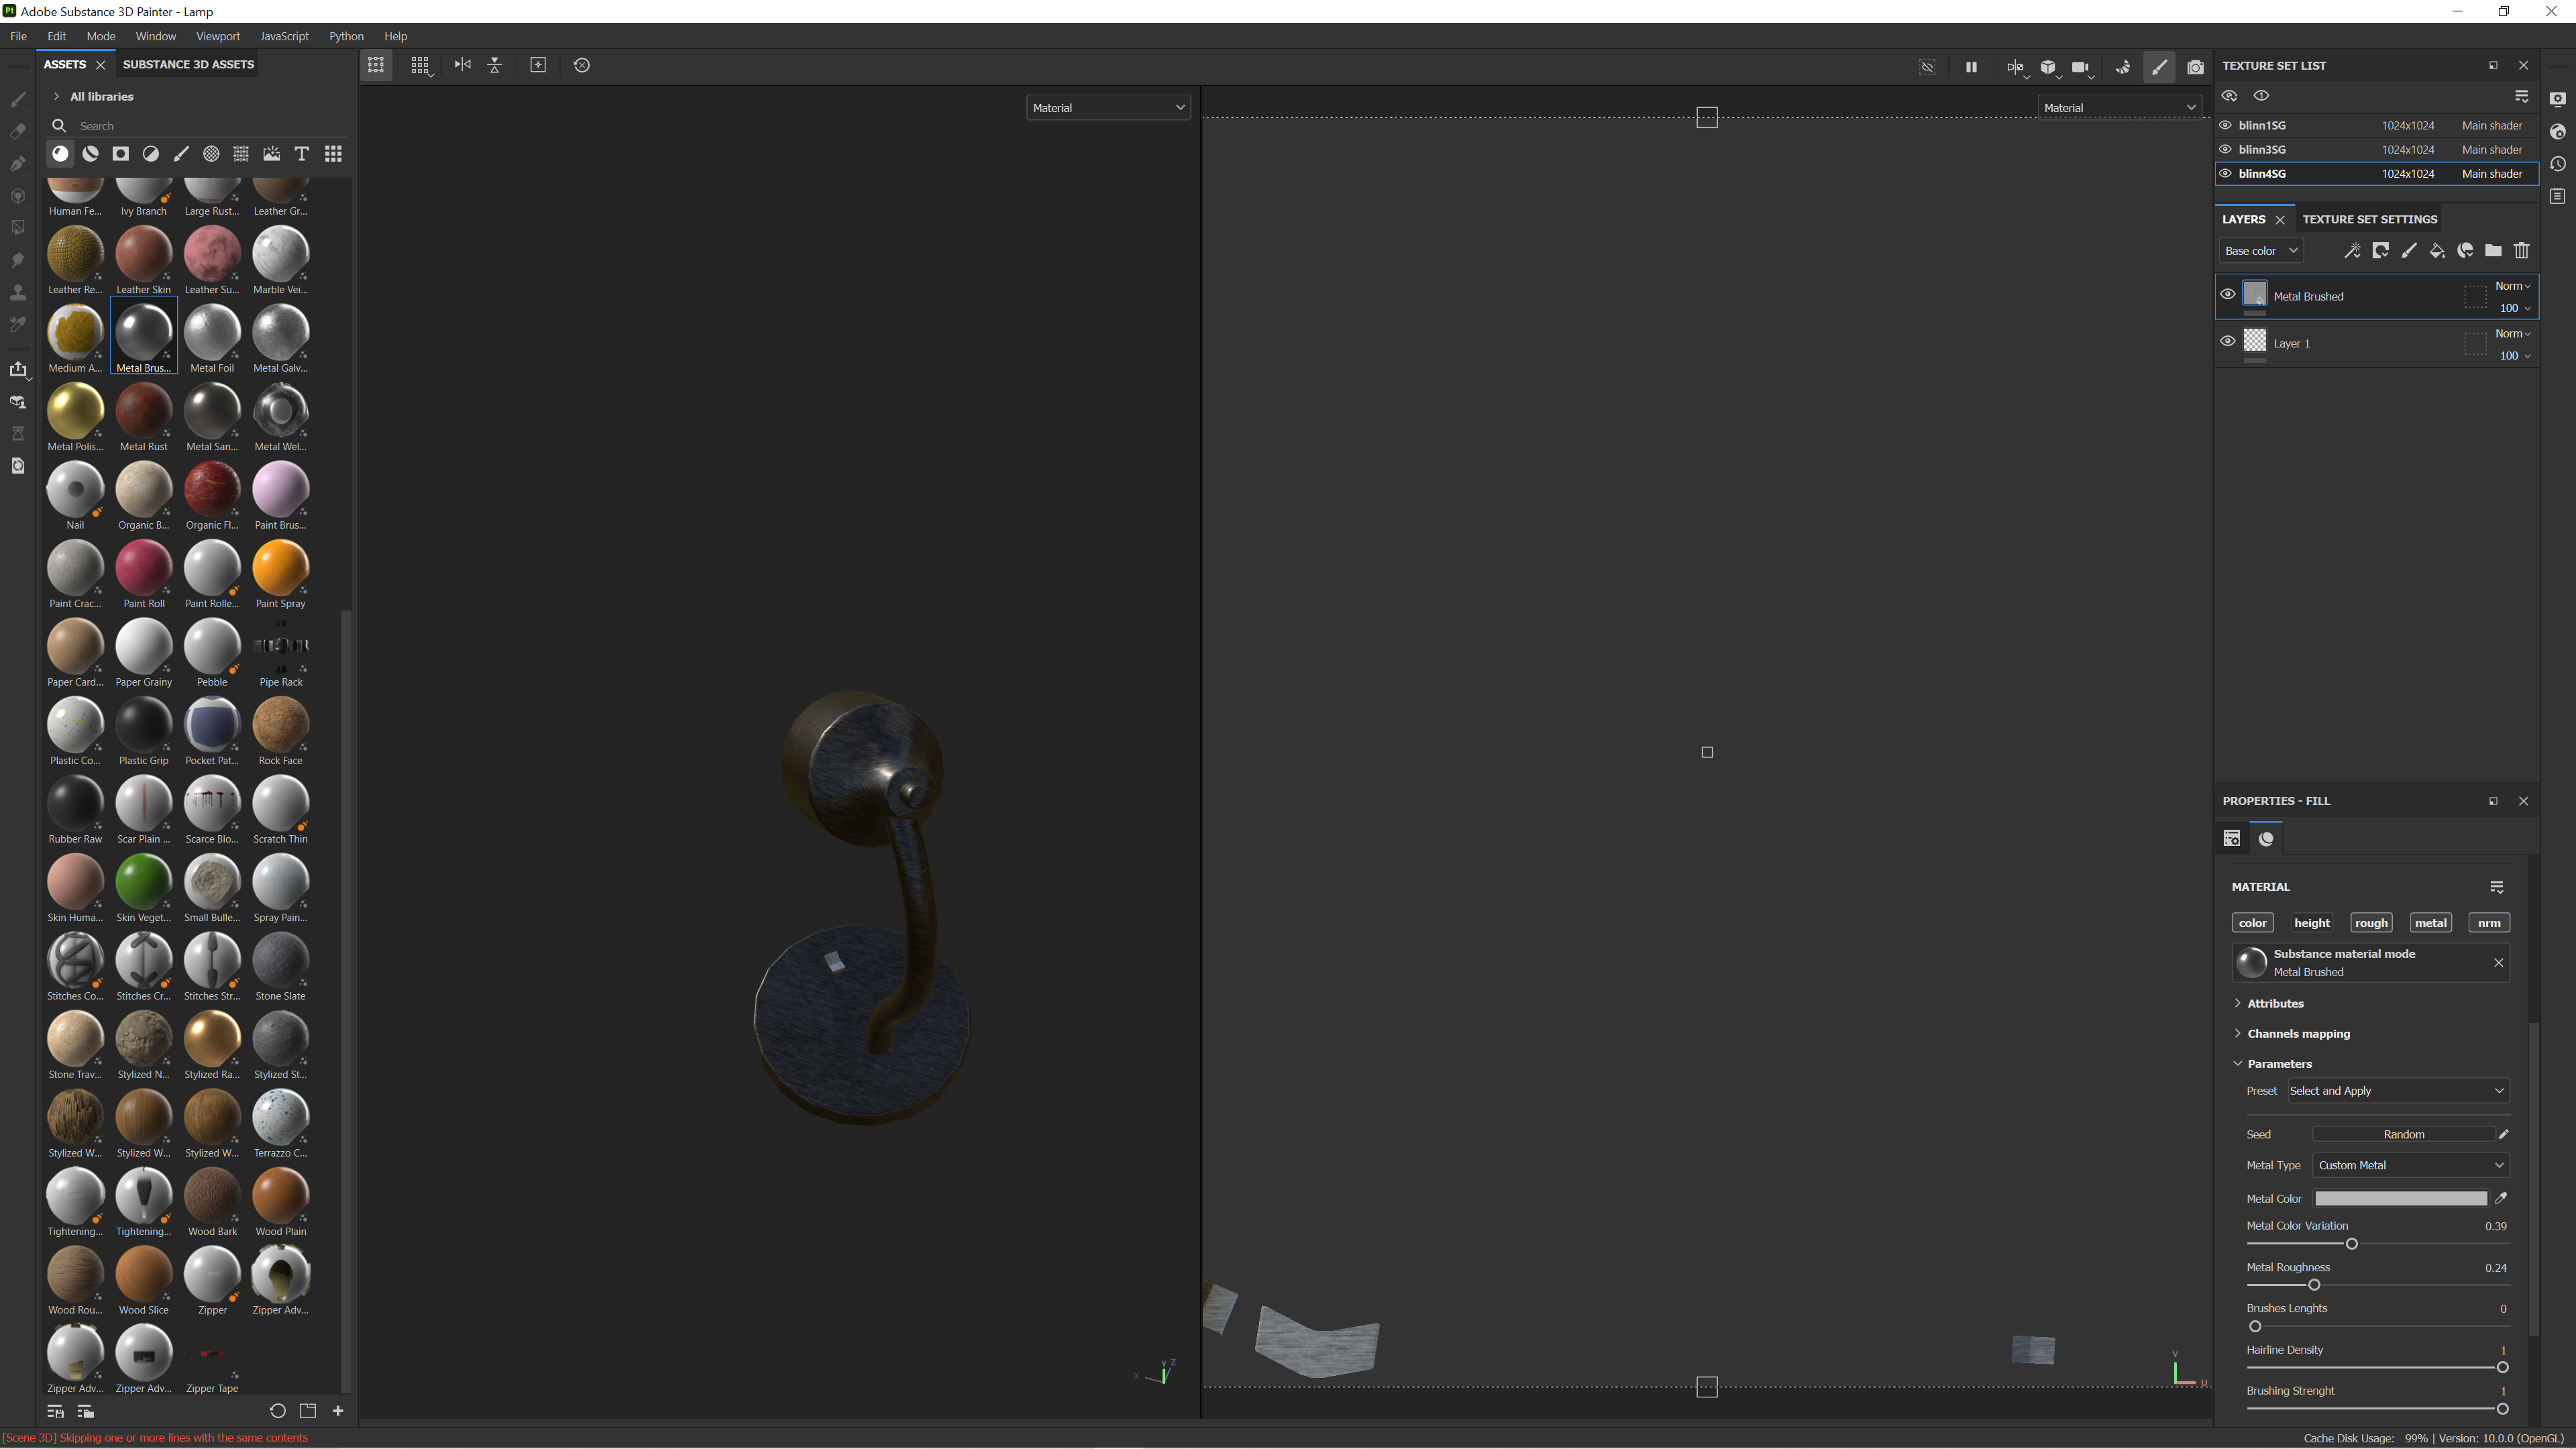 Pt Adobe Substance 3D Painter - Lamp
File Edit Mode Window Viewport JavaScript Python Help
ASSETS SUBSTANCE 3D ASSETS
All libraries
Search
Human Fe... Ivy Branch Large Rust... Leather Gr...
Leather Re... Leather Skin Leather Su... Marble Vei...
Medium A... Metal Brus... Metal Foil Metal Galv...
Metal Polis... Metal Rust Metal San... Metal Wel...
Nail Organic B... Organic Fl... Paint Brus...
Paint Crac... Paint Roll Paint Rolle... Paint Spray
Paper Card... Paper Grainy Pebble Pipe Rack
Plastic Co... Plastic Grip Pocket Pat... Rock Face
Rubber Raw Scar Plain ... Scarce Blo... Scratch Thin
Skin Huma... Skin Veget... Small Bulle... Spray Pain...
Stitches Co... Stitches Cr... Stitches Str... Stone Slate
Stone Trav... Stylized N... Stylized Ra... Stylized St...
Stylized W... Stylized W... Stylized W... Terrazzo C...
Tightening... Tightening... Wood Bark Wood Plain
Wood Rou... Wood Slice Zipper Zipper Adv...
Zipper Adv... Zipper Adv... Zipper Tape
Material
X Y Z
Material
V
U
TEXTURE SET LIST
blinn1SG 1024x1024 Main shader
blinn3SG 1024x1024 Main shader
blinn4SG 1024x1024 Main shader
LAYERS TEXTURE SET SETTINGS
Base color
Metal Brushed Norm 100
Layer 1 Norm 100
PROPERTIES - FILL
MATERIAL
color height rough metal nrm
Substance material mode
Metal Brushed
Attributes
Channels mapping
Parameters
Preset Select and Apply
Seed Random
Metal Type Custom Metal
Metal Color
Metal Color Variation 0.39
Metal Roughness 0.24
Brushes Lenghts 0
Hairline Density 1
Brushing Strenght 1
[Scene 3D] Skipping one or more lines with the same contents
Cache Disk Usage: 99% | Version: 10.0.0 (OpenGL)